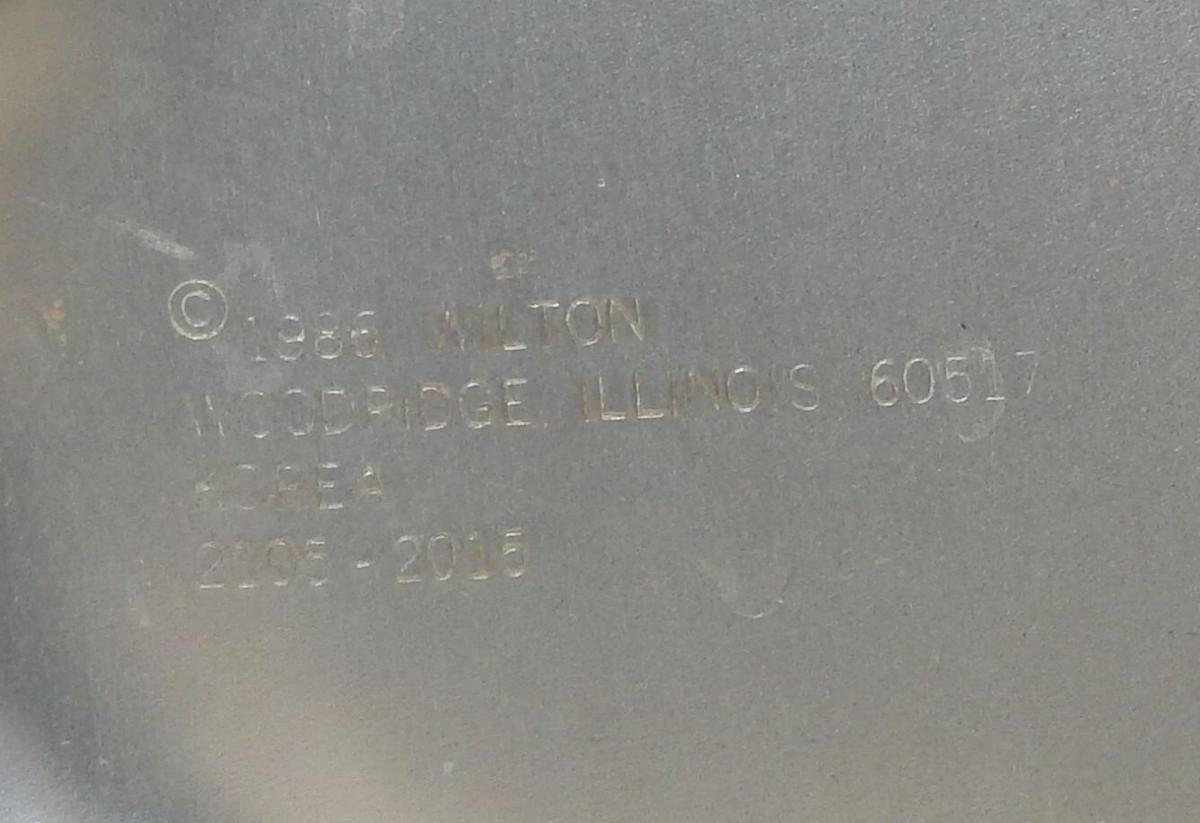 © 1986 WILTON
WOODRIDGE, ILLINOIS 60517
KOREA
2105-2015